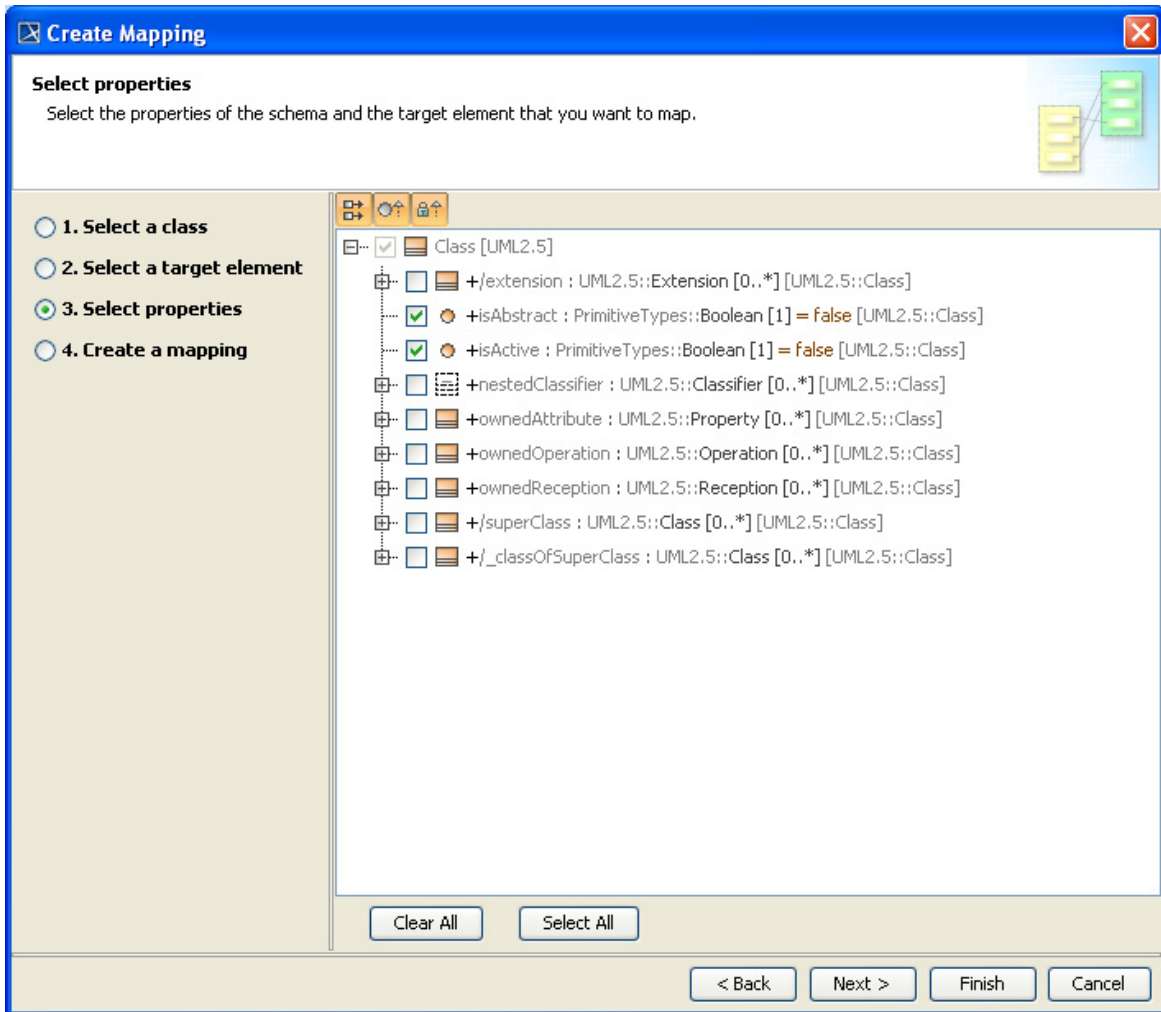 Create Mapping
Select properties
Select the properties of the schema and the target element that you want to map.
1. Select a class
2. Select a target element
3. Select properties
4. Create a mapping
Class [UML2.5]
+/extension : UML2.5::Extension [0..*] [UML2.5::Class]
+isAbstract : PrimitiveTypes::Boolean [1] = false [UML2.5::Class]
+isActive : PrimitiveTypes::Boolean [1] = false [UML2.5::Class]
+nestedClassifier : UML2.5::Classifier [0..*] [UML2.5::Class]
+ownedAttribute : UML2.5::Property [0..*] [UML2.5::Class]
+ownedOperation : UML2.5::Operation [0..*] [UML2.5::Class]
+ownedReception : UML2.5::Reception [0..*] [UML2.5::Class]
+/superClass : UML2.5::Class [0..*] [UML2.5::Class]
+/_classOfSuperClass : UML2.5::Class [0..*] [UML2.5::Class]
Clear All Select All
< Back Next > Finish Cancel